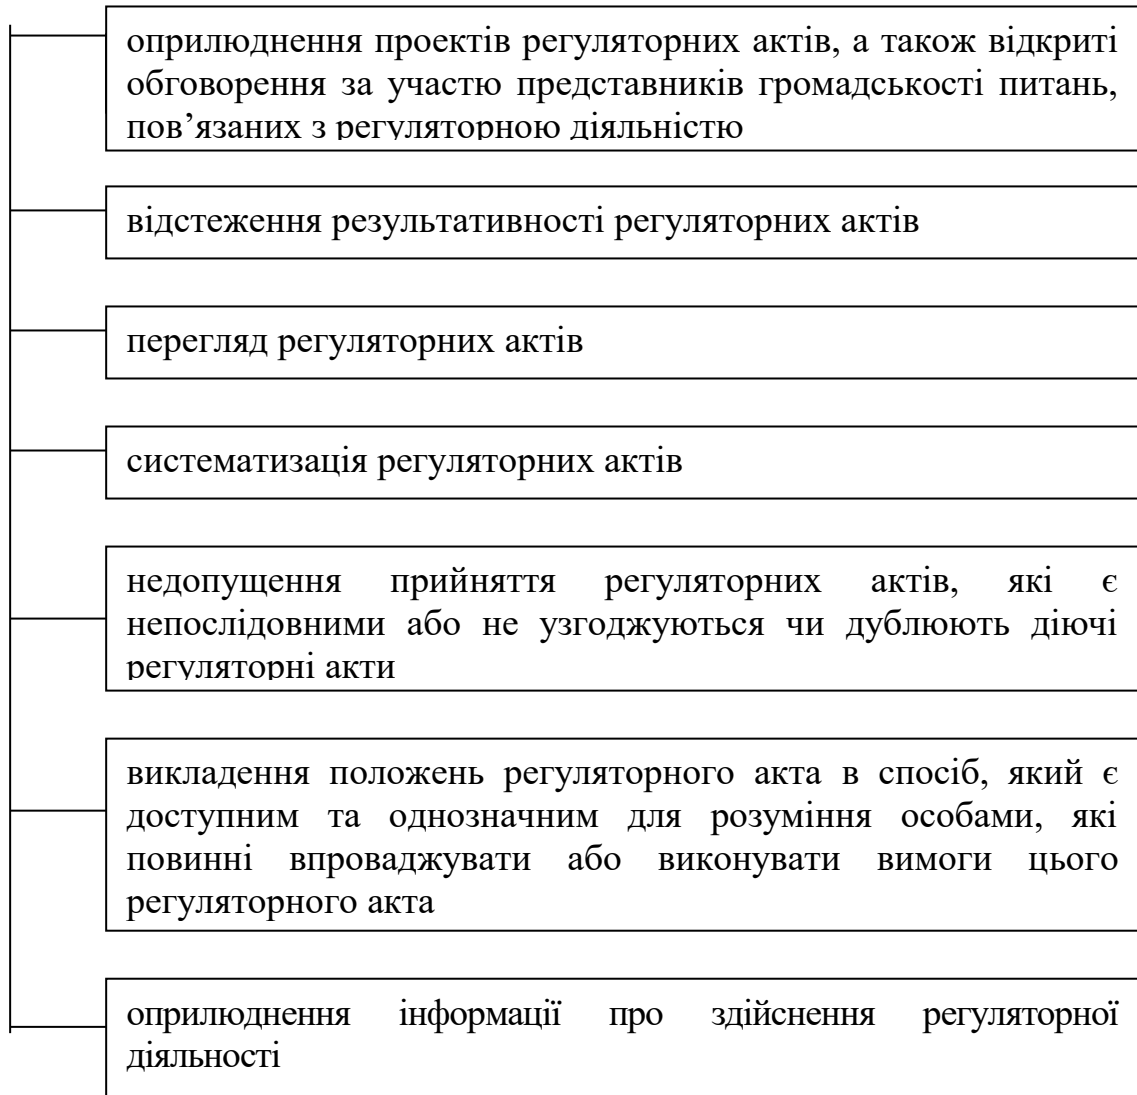 оприлюднення проектів регуляторних актів, а також відкриті
обговорення за участю представників громадськості питань,
пов’язаних з регуляторною діяльністю
відстеження результативності регуляторних актів
перегляд регуляторних актів
систематизація регуляторних актів
недопущення прийняття регуляторних актів, які є
непослідовними або не узгоджуються чи дублюють діючі
регуляторні акти
викладення положень регуляторного акта в спосіб, який є
доступним та однозначним для розуміння особами, які
повинні впроваджувати або виконувати вимоги цього
регуляторного акта
оприлюднення інформації про здійснення регуляторної
діяльності